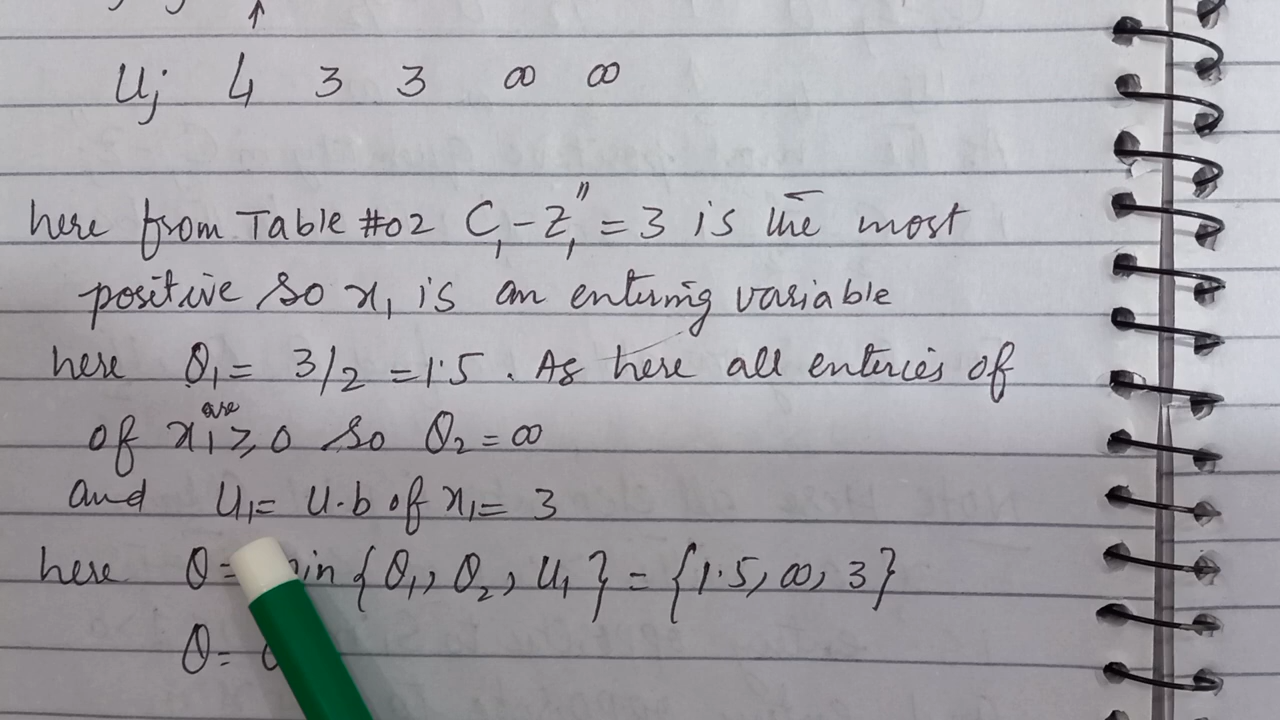 Uj 4 3 3 ∞ ∞
here from Table #02 C₁-Z₁" = 3 is the most
positive so x₁ is an entering variable
here θ₁ = 3/2 = 1.5 . As here all enteries of
of x₁ are ≥ 0 so θ₂ = ∞
and U₁ = U.b of x₁ = 3
here θ = {θ₁, θ₂, U₁} = {1.5, ∞, 3}
θ =